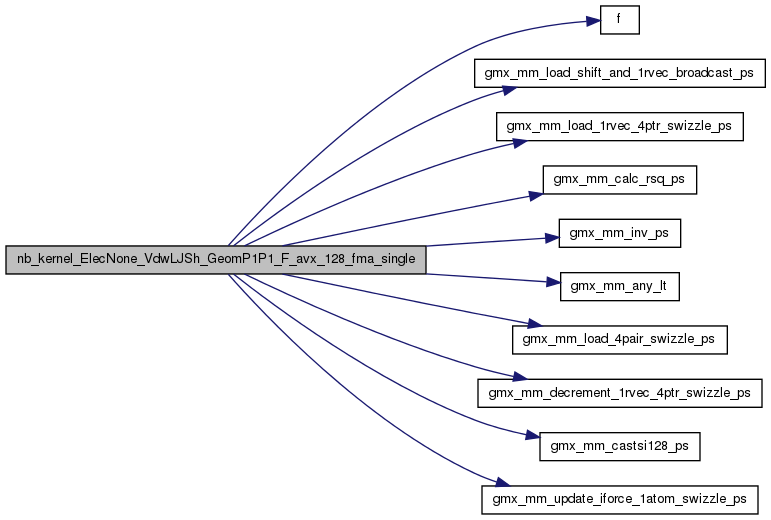 f
gmx_mm_load_shift_and_1rvec_broadcast_ps
gmx_mm_load_1rvec_4ptr_swizzle_ps
gmx_mm_calc_rsq_ps
gmx_mm_inv_ps
nb_kernel_ElecNone_VdwLJSh_GeomP1P1_F_avx_128_fma_single
gmx_mm_any_lt
gmx_mm_load_4pair_swizzle_ps
gmx_mm_decrement_1rvec_4ptr_swizzle_ps
gmx_mm_castsi128_ps
gmx_mm_update_iforce_1atom_swizzle_ps